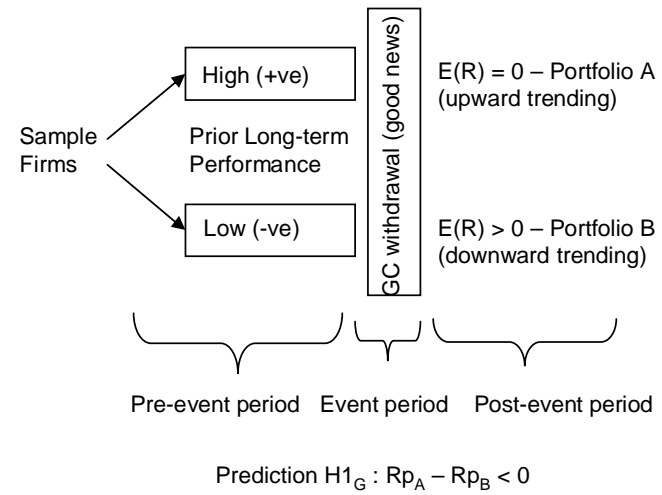 High (+ve)
E(R) = 0 – Portfolio A
(upward trending)
Sample
Firms
Prior Long-term
Performance
GC withdrawal (good news)
Low (-ve)
E(R) > 0 – Portfolio B
(downward trending)
Pre-event period
Event period
Post-event period
Prediction H1G : RpA – RpB < 0